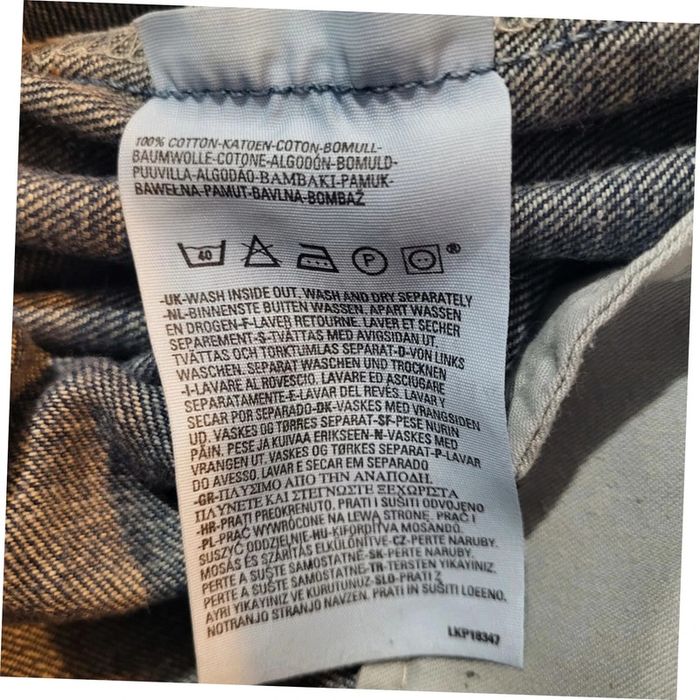 100% COTTON-KATOEN-COTON-BOMULL-
BAUMWOLLE-COTONE-ALGODÓN-BOMULD-
PUUVILLA-ALGODÃO-ΒΑΜΒΑΚΙ-PAMUK-
BAWEŁNA-PAMUT-BAVLNA-BOMBAŽ
40 P ®
-UK-WASH INSIDE OUT, WASH AND DRY SEPARATELY
-NL-BINNENSTE BUITEN WASSEN, APART WASSEN
EN DROGEN-F-LAVER RETOURNE, LAVER ET SECHER
SEPAREMENT-S-TVÄTTAS MED AVIGSIDAN UT,
TVÄTTAS OCH TORKTUMLAS SEPARAT-D-VON LINKS
WASCHEN, SEPARAT WASCHEN UND TROCKNEN
-I-LAVARE AL ROVESCIO, LAVARE ED ASCIUGARE
SEPARATAMENTE-E-LAVAR DEL REVÉS, LAVAR Y
SECAR POR SEPARADO-DK-VASKES MED VRANGSIDEN
UD, VASKES OG TØRRES SEPARAT-SF-PESE NURIN
PÄIN, PESE JA KUIVAA ERIKSEEN-N-VASKES MED
VRANGEN UT, VASKES OG TØRKES SEPARAT-P-
DO AVESSO, LAVAR E SECAR EM SEPARADO
-GR-ΠΛΥΣΙΜΟ ΑΠΟ ΤΗΝ ΑΝΑΠΟΔΗ,
ΠΛΥΝΕΤΕ ΚΑΙ ΣΤΕΓΝΩΣΤΕ ΞΕΧΩΡΙΣΤΑ
-HR-PRATI PREOKRENUTO, PRATI I SUŠITI ODVOJENO
-PL-PRAĆ WYWRÓCONE NA LEWĄ STRONĘ, PRAĆ I
SUSZYĆ ODDZIELNIE-HU-KIFORDITVA MOSANDÓ,
MOSÁS ÉS SZÁRÍTÁS ELKÜLÖNÍTVE-CZ-PERTE NARUBY,
PERTE A SUŠTE SAMOSTATNĚ-SK-PERTE NARUBY,
PERTE A SUŠTE SAMOSTATNE-TR-TERSTEN YIKAYINIZ,
AYRI YIKAYINIZ VE KURUTUNUZ-SLO-PRATI Z
NOTRANJO STRANJO NAVZEN, PRATI IN SUŠITI LOEENO.
LKP18347